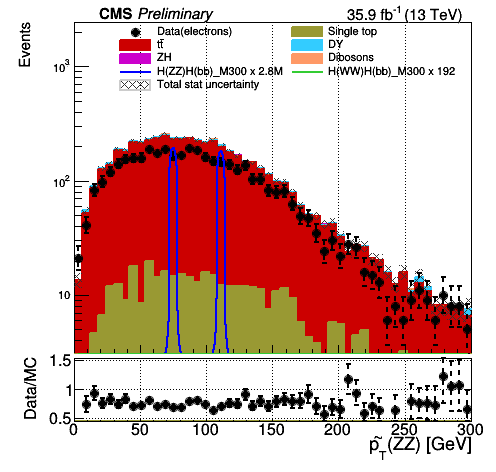 CMS Preliminary 35.9 fb⁻¹ (13 TeV)
Events
Data(electrons) Single top
tt̄ DY
ZH Dibosons
H(ZZ)H(bb)_M300 x 2.8M H(WW)H(bb)_M300 x 192
Total stat uncertainty
10³
10²
10
Data/MC
1.5
1
0.5
0 50 100 150 200 250 300
p̃_T(ZZ) [GeV]